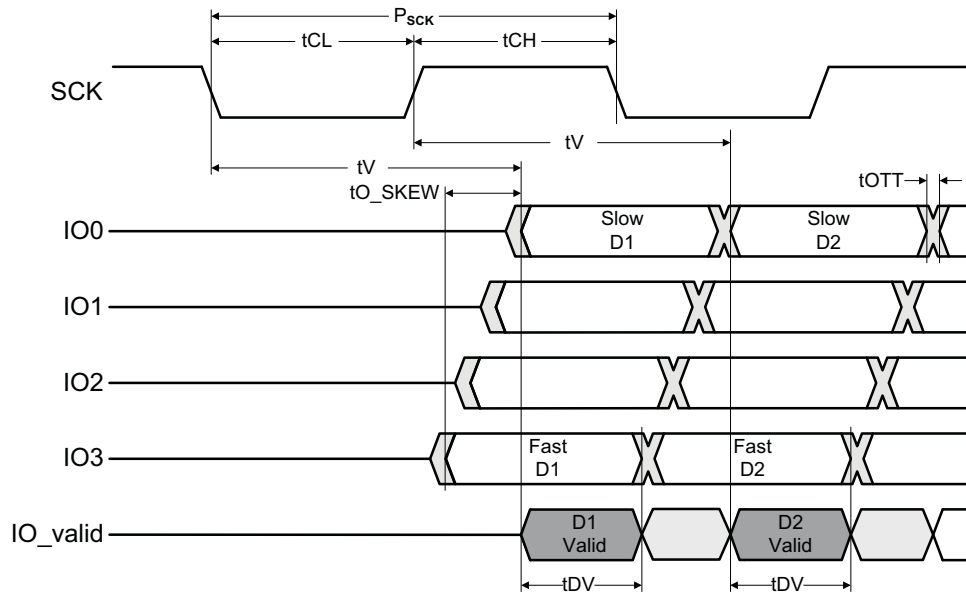 PSCK
tCL tCH
SCK
tV
tV
tO_SKEW
tOTT
IO0
Slow
D1
Slow
D2
IO1
IO2
IO3
Fast
D1
Fast
D2
IO_valid
D1
Valid
D2
Valid
tDV tDV